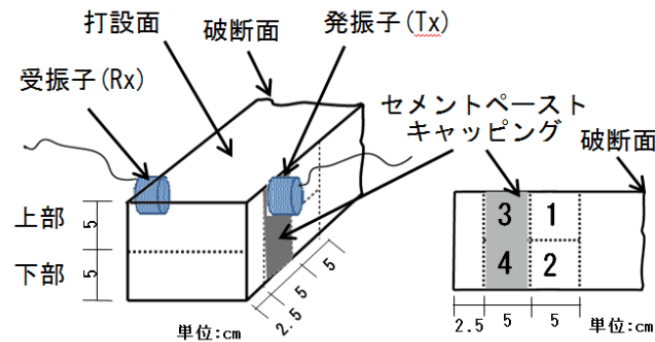 打設面
破断面
発振子(Tx)
受振子(Rx)
セメントペースト
キャッピング
破断面
上部
5
下部
5
5
5
2.5
単位:cm
3
1
4
2
2.5
5
5
単位:cm